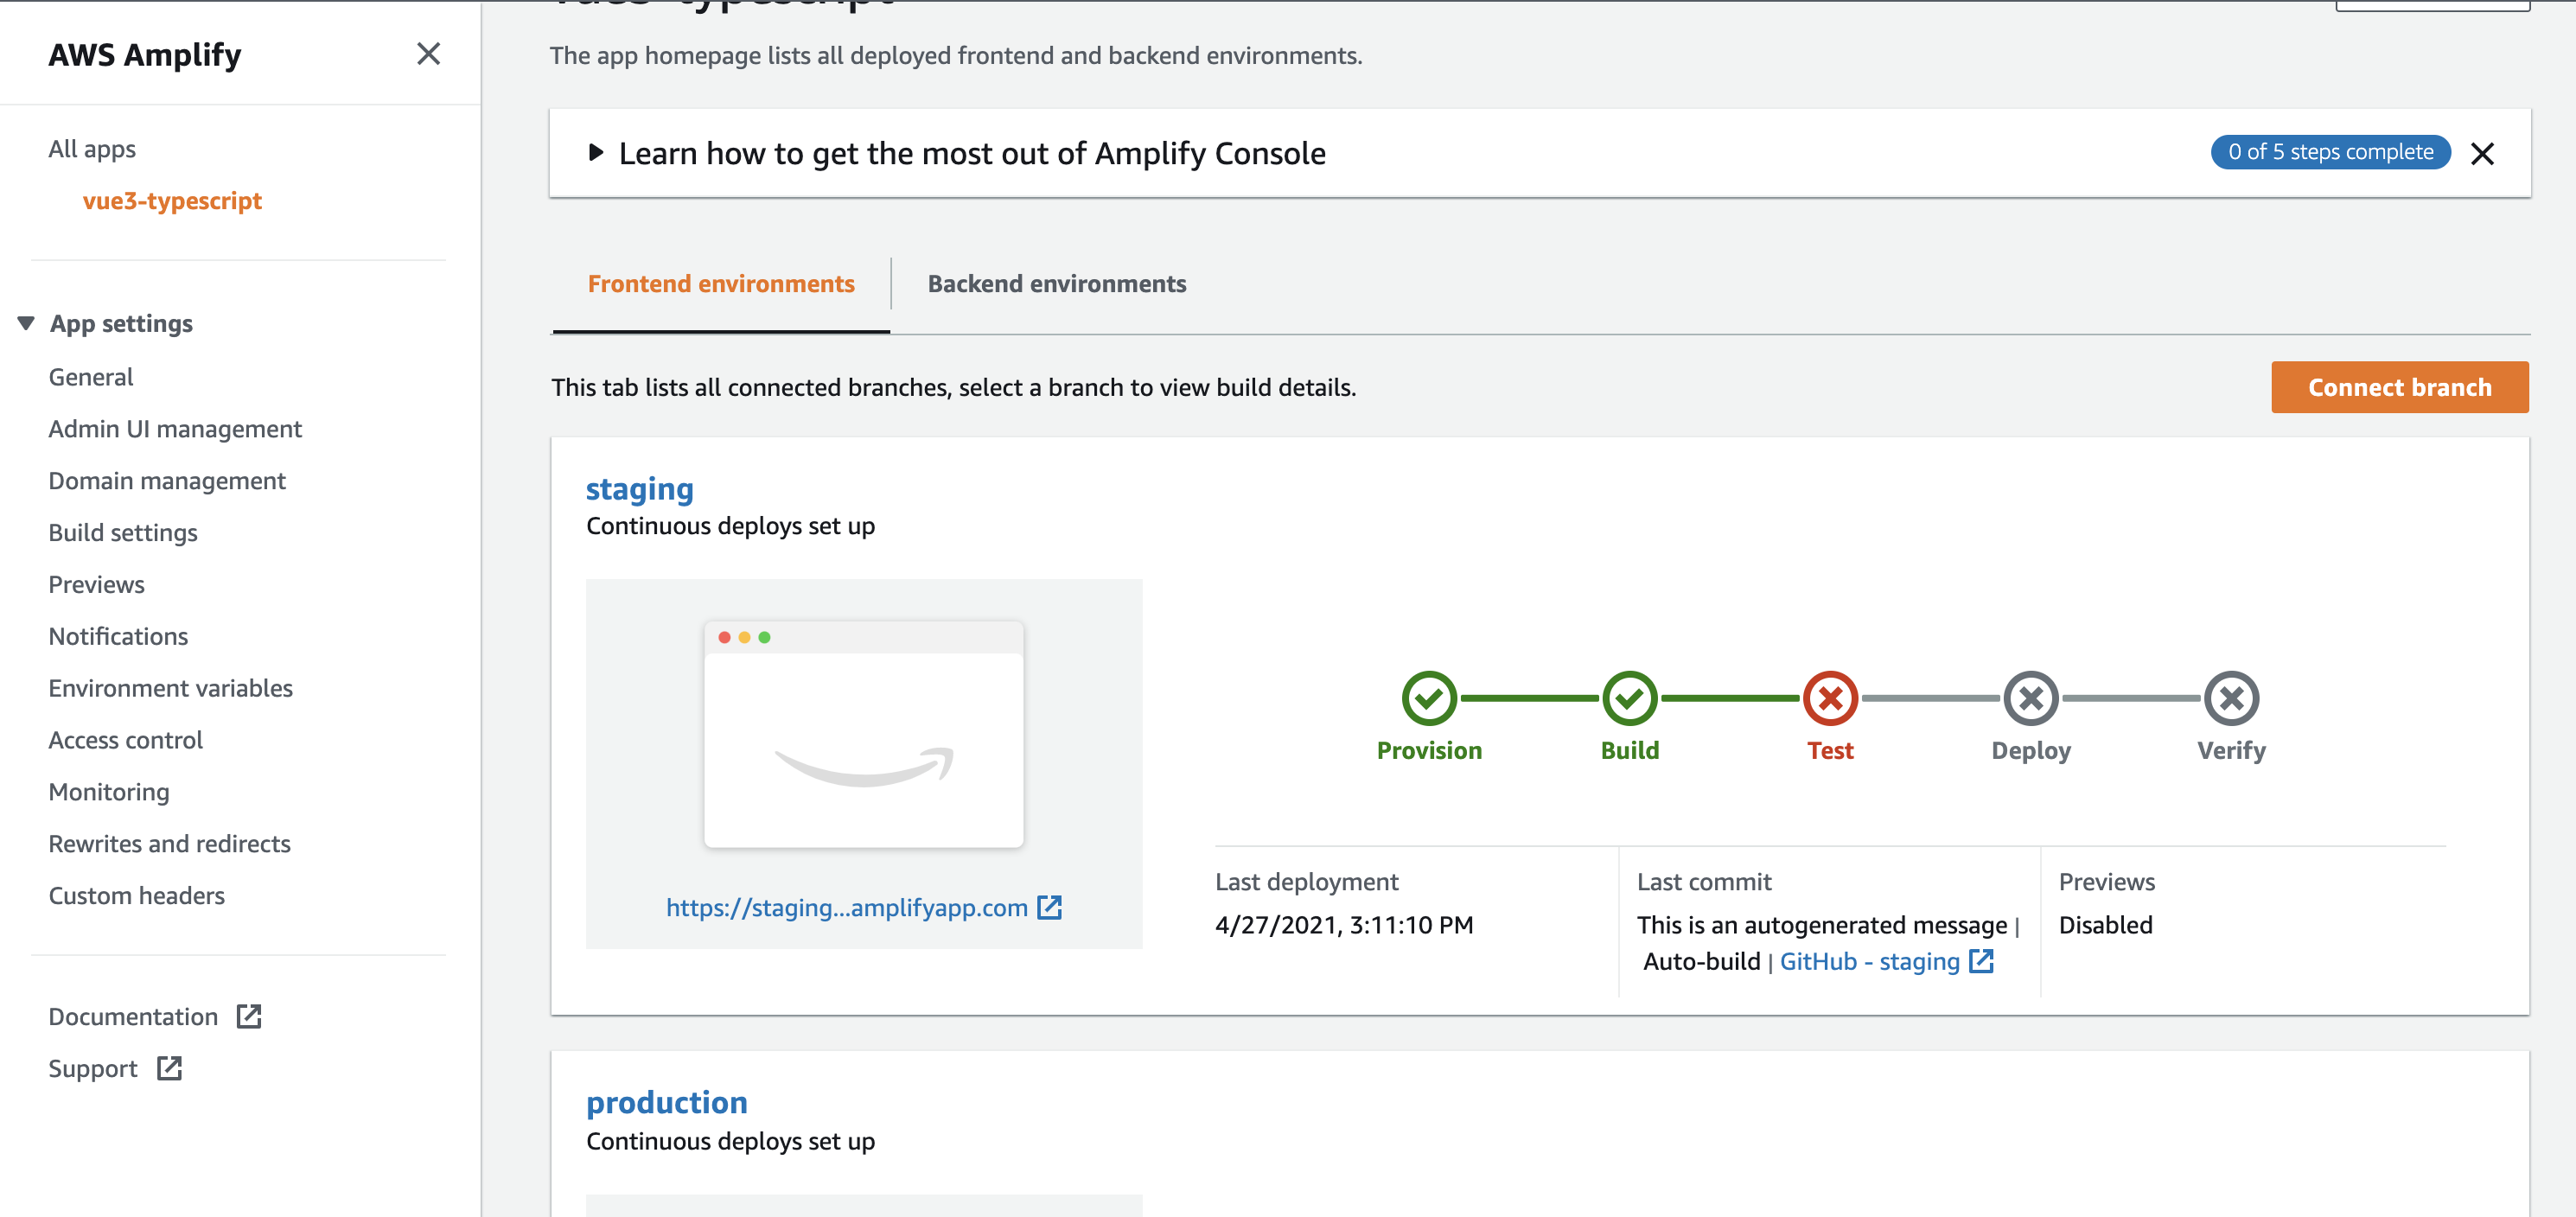 AWS Amplify
All apps
vue3-typescript
App settings
General
Admin UI management
Domain management
Build settings
Previews
Notifications
Environment variables
Access control
Monitoring
Rewrites and redirects
Custom headers
Documentation
Support
vue3-typescript
The app homepage lists all deployed frontend and backend environments.
Learn how to get the most out of Amplify Console
0 of 5 steps complete
Frontend environments
Backend environments
This tab lists all connected branches, select a branch to view build details.
Connect branch
staging
Continuous deploys set up
https://staging...amplifyapp.com
Provision
Build
Test
Deploy
Verify
Last deployment
4/27/2021, 3:11:10 PM
Last commit
This is an autogenerated message |
Auto-build | GitHub - staging
Previews
Disabled
production
Continuous deploys set up